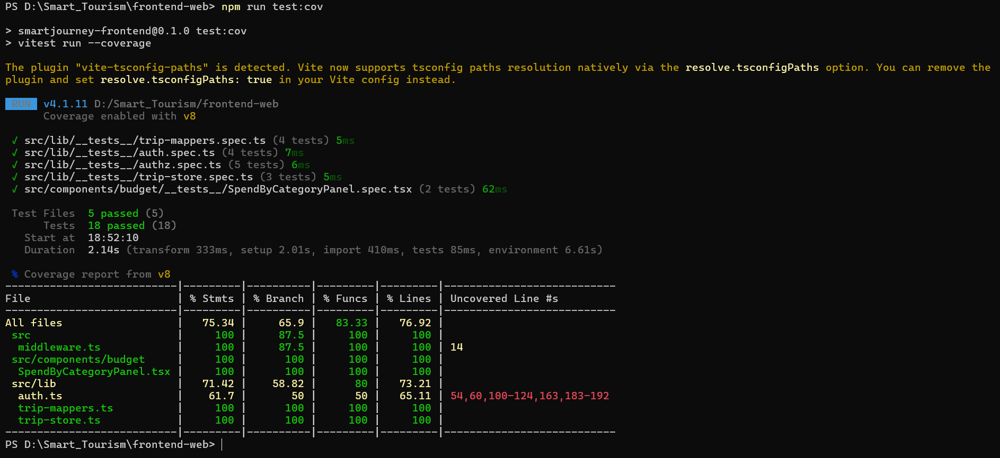 PS D:\Smart_Tourism\frontend-web> npm run test:cov
> smartjourney-frontend@0.1.0 test:cov
> vitest run --coverage
The plugin "vite-tsconfig-paths" is detected. Vite now supports tsconfig paths resolution natively via the resolve.tsconfigPaths option. You can remove the
plugin and set resolve.tsconfigPaths: true in your Vite config instead.
RUN v4.1.11 D:/Smart_Tourism/frontend-web
Coverage enabled with v8
√ src/lib/__tests__/trip-mappers.spec.ts (4 tests) 5ms
√ src/lib/__tests__/auth.spec.ts (4 tests) 7ms
√ src/lib/__tests__/authz.spec.ts (5 tests) 6ms
√ src/lib/__tests__/trip-store.spec.ts (3 tests) 5ms
√ src/components/budget/__tests__/SpendByCategoryPanel.spec.tsx (2 tests) 62ms
Test Files  5 passed (5)
Tests  18 passed (18)
Start at  18:52:10
Duration  2.14s (transform 333ms, setup 2.01s, import 410ms, tests 85ms, environment 6.61s)
% Coverage report from v8
---------------------------|---------|----------|---------|---------|---------------------------
File                       | % Stmts | % Branch | % Funcs | % Lines | Uncovered Line #s
---------------------------|---------|----------|---------|---------|---------------------------
All files                  |   75.34 |     65.9 |   83.33 |   76.92 |
 src                       |     100 |     87.5 |     100 |     100 |
  middleware.ts            |     100 |     87.5 |     100 |     100 | 14
 src/components/budget     |     100 |      100 |     100 |     100 |
  SpendByCategoryPanel.tsx |     100 |      100 |     100 |     100 |
 src/lib                   |   71.42 |    58.82 |      80 |   73.21 |
  auth.ts                  |    61.7 |       50 |      50 |   65.11 | 54,60,100-124,163,183-192
  trip-mappers.ts          |     100 |      100 |     100 |     100 |
  trip-store.ts            |     100 |      100 |     100 |     100 |
---------------------------|---------|----------|---------|---------|---------------------------
PS D:\Smart_Tourism\frontend-web>